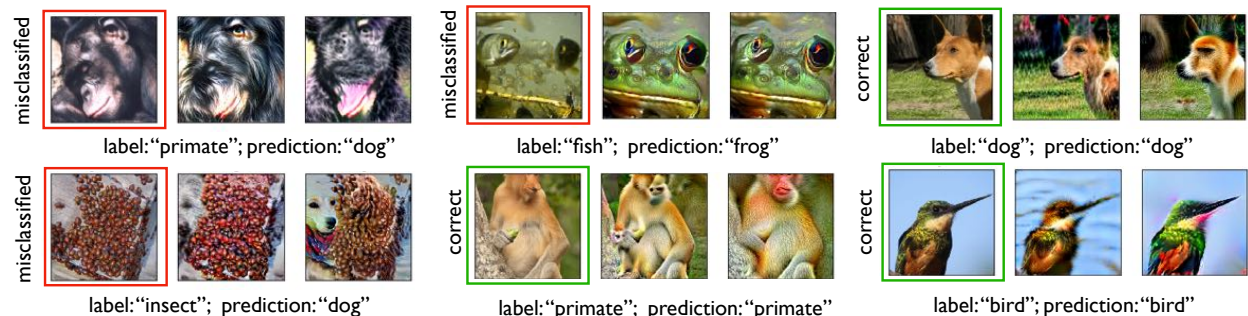 misclassified
label:“primate”; prediction:“dog”
misclassified
label:“fish”; prediction:“frog”
correct
label:“dog”; prediction:“dog”
misclassified
label:“insect”; prediction:“dog”
correct
label:“primate”; prediction:“primate”
correct
label:“bird”; prediction:“bird”